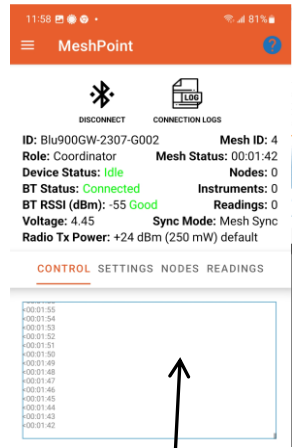 11:58
81%
MeshPoint
?
LOG
DISCONNECT CONNECTION LOGS
ID: Blu900GW-2307-G002 Mesh ID: 4
Role: Coordinator Mesh Status: 00:01:42
Device Status: Idle Nodes: 0
BT Status: Connected Instruments: 0
BT RSSI (dBm): -55 Good Readings: 0
Voltage: 4.45 Sync Mode: Mesh Sync
Radio Tx Power: +24 dBm (250 mW) default
CONTROL SETTINGS NODES READINGS
<00:01:55
<00:01:54
<00:01:53
<00:01:52
<00:01:51
<00:01:50
<00:01:49
<00:01:48
<00:01:47
<00:01:46
<00:01:45
<00:01:44
<00:01:43
<00:01:42